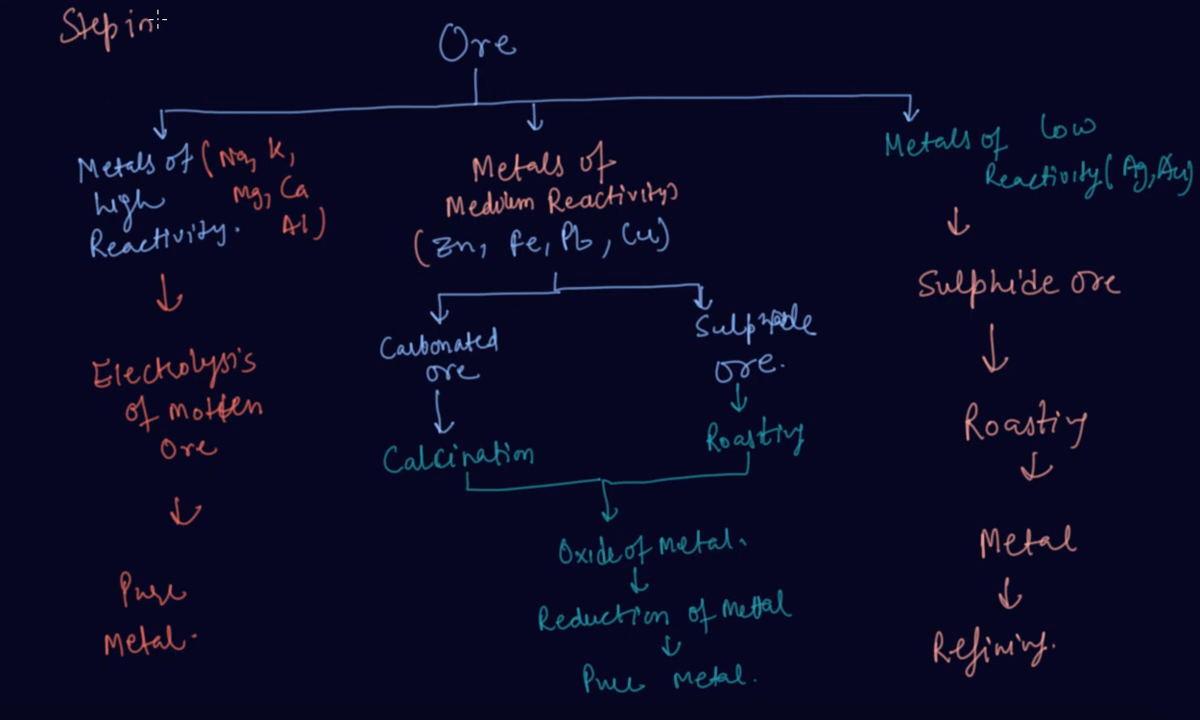 Step in
Ore
Metals of (Na, K,
high Mg, Ca
Reactivity. Al)
Electrolysis
of Motten
Ore
Pure
Metal.
Metals of
Medium Reactivity)
(Zn, Fe, Pb, Cu)
Carbonated
ore
Calcination
Sulphide
ore.
Roasting
Oxide of Metal.
Reduction of Mettal
Pure Metal.
Metals of Low
Reactivity (Ag, Au)
Sulphide ore
Roasting
Metal
Refining.